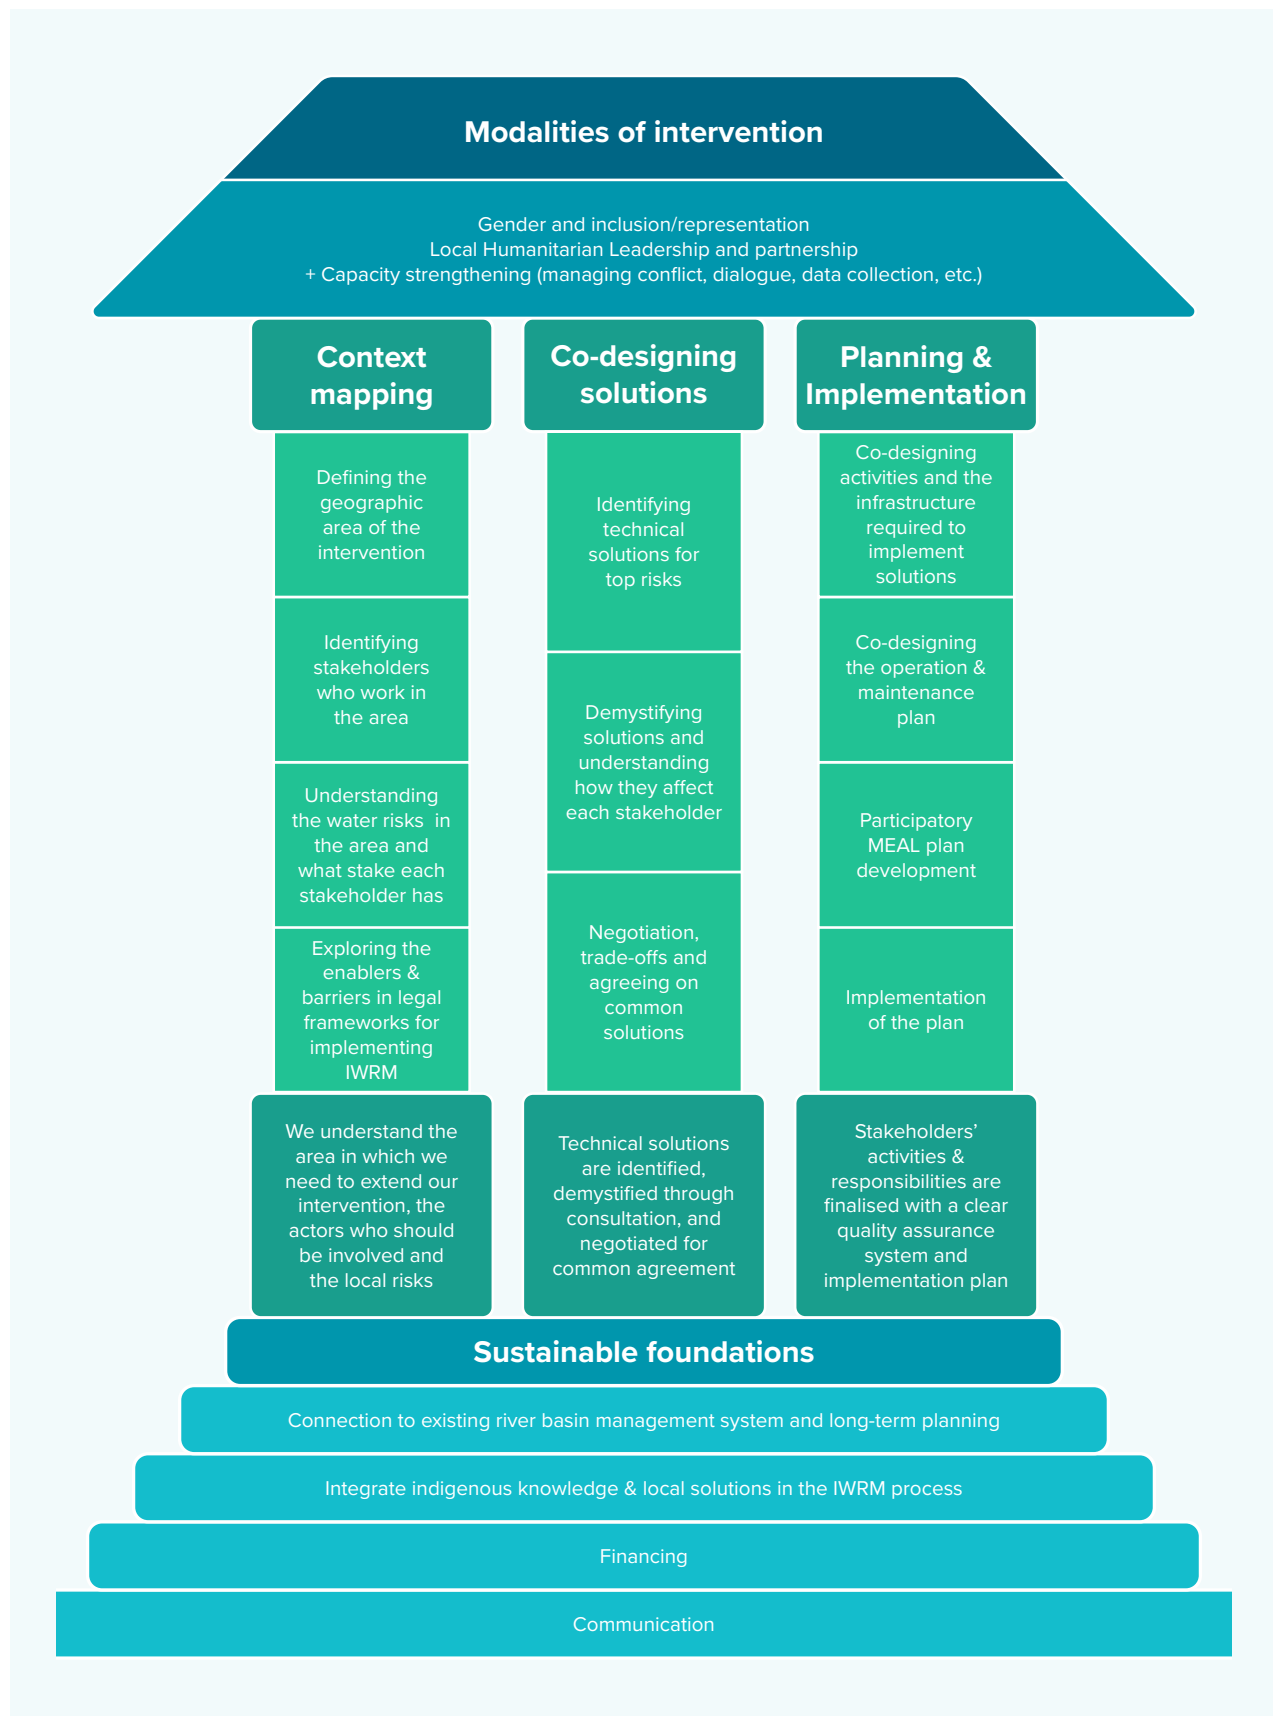 Modalities of intervention
Gender and inclusion/representation
Local Humanitarian Leadership and partnership
+ Capacity strengthening (managing conflict, dialogue, data collection, etc.)
Context
mapping
Defining the
geographic
area of the
intervention
Identifying
stakeholders
who work in
the area
Understanding
the water risks in
the area and
what stake each
stakeholder has
Exploring the
enablers &
barriers in legal
frameworks for
implementing
IWRM
We understand the
area in which we
need to extend our
intervention, the
actors who should
be involved and
the local risks
Co-designing
solutions
Identifying
technical
solutions for
top risks
Demystifying
solutions and
understanding
how they affect
each stakeholder
Negotiation,
trade-offs and
agreeing on
common
solutions
Technical solutions
are identified,
demystified through
consultation, and
negotiated for
common agreement
Planning &
Implementation
Co-designing
activities and the
infrastructure
required to
implement
solutions
Co-designing
the operation &
maintenance
plan
Participatory
MEAL plan
development
Implementation
of the plan
Stakeholders’
activities &
responsibilities are
finalised with a clear
quality assurance
system and
implementation plan
Sustainable foundations
Connection to existing river basin management system and long-term planning
Integrate indigenous knowledge & local solutions in the IWRM process
Financing
Communication